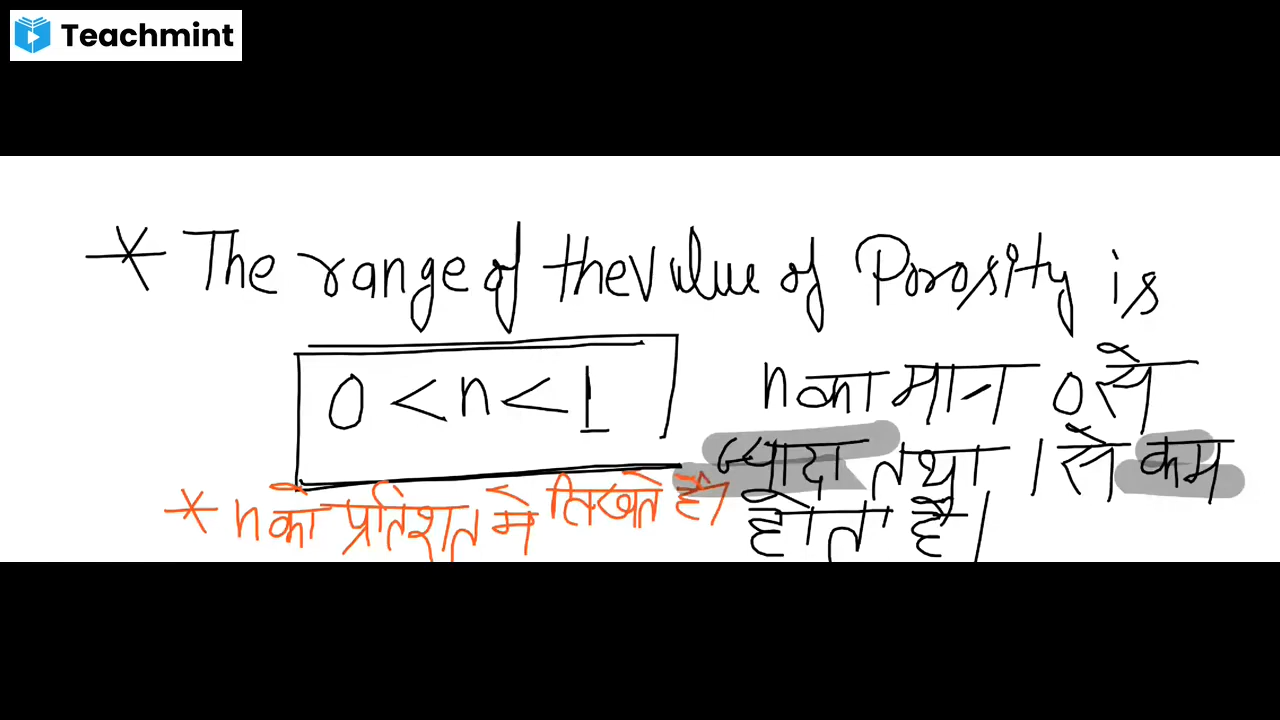 Teachmint
* The range of the value of Porosity is
0 < n < 1
n का मान 0 से
ज्यादा तथा 1 से कम
होता है।
* n को प्रतिशत मे लिखते है।